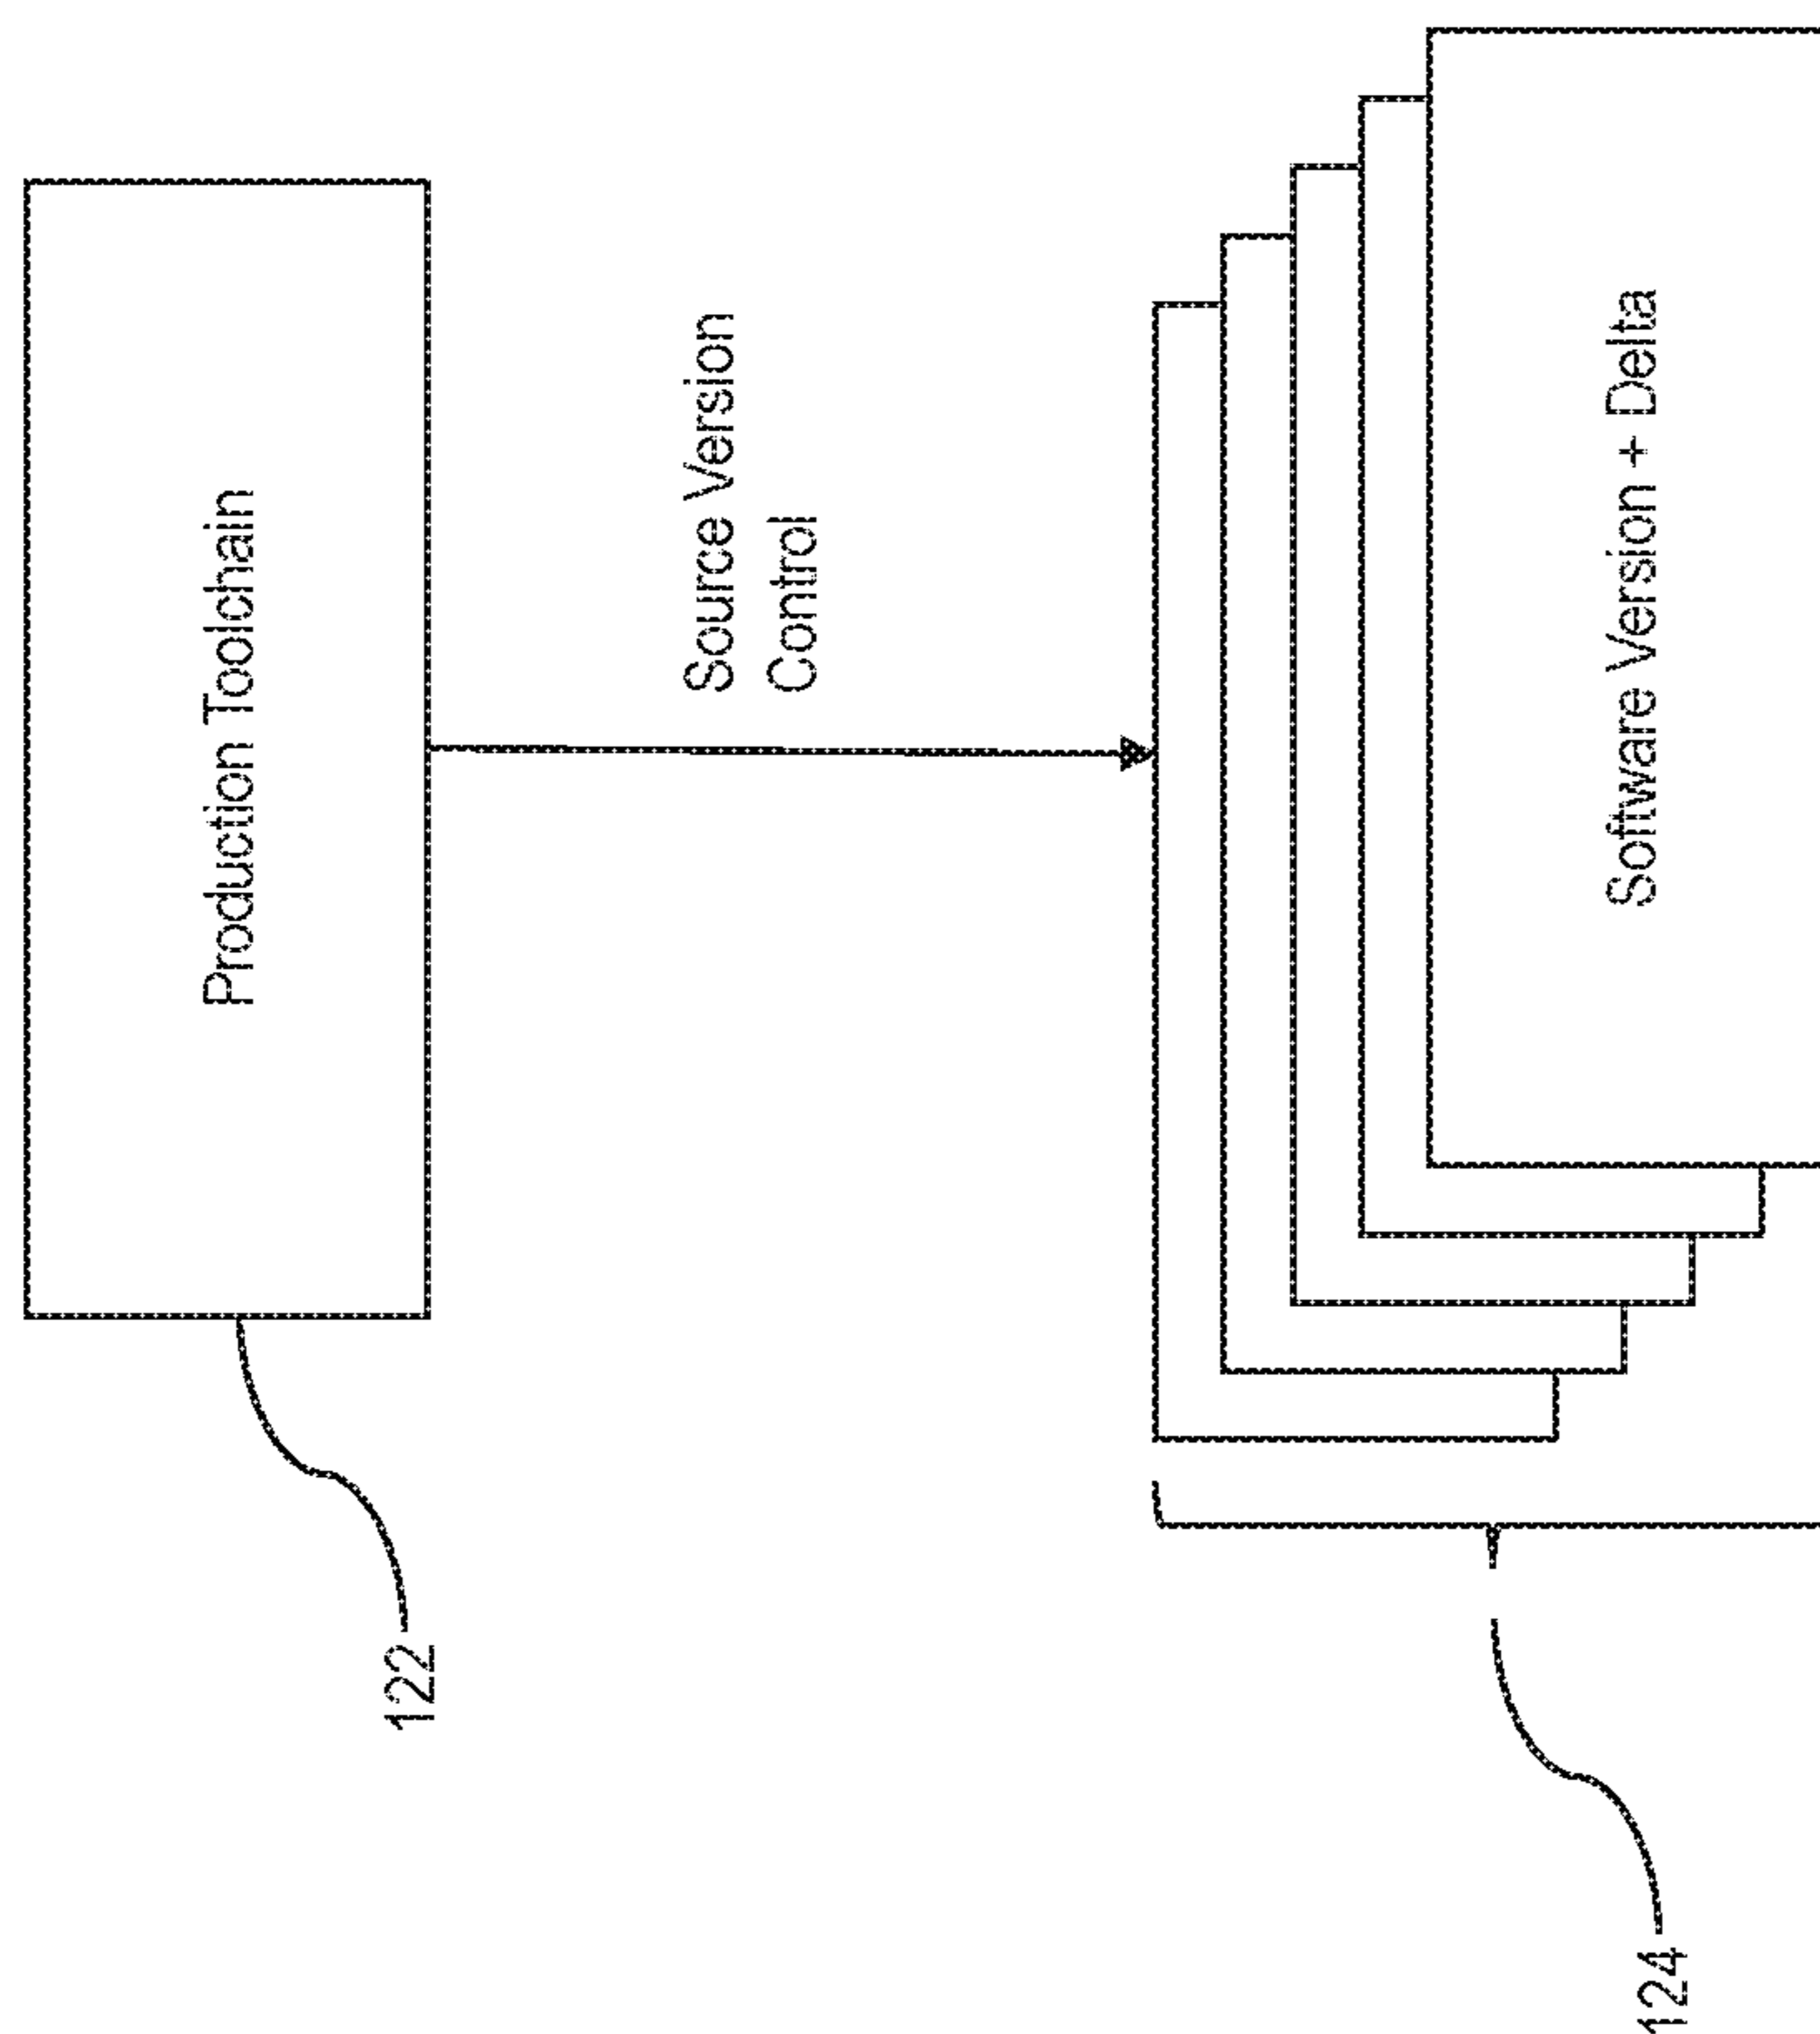 Production Toolchain
122
Source Version
Control
Software Version + Delta
124